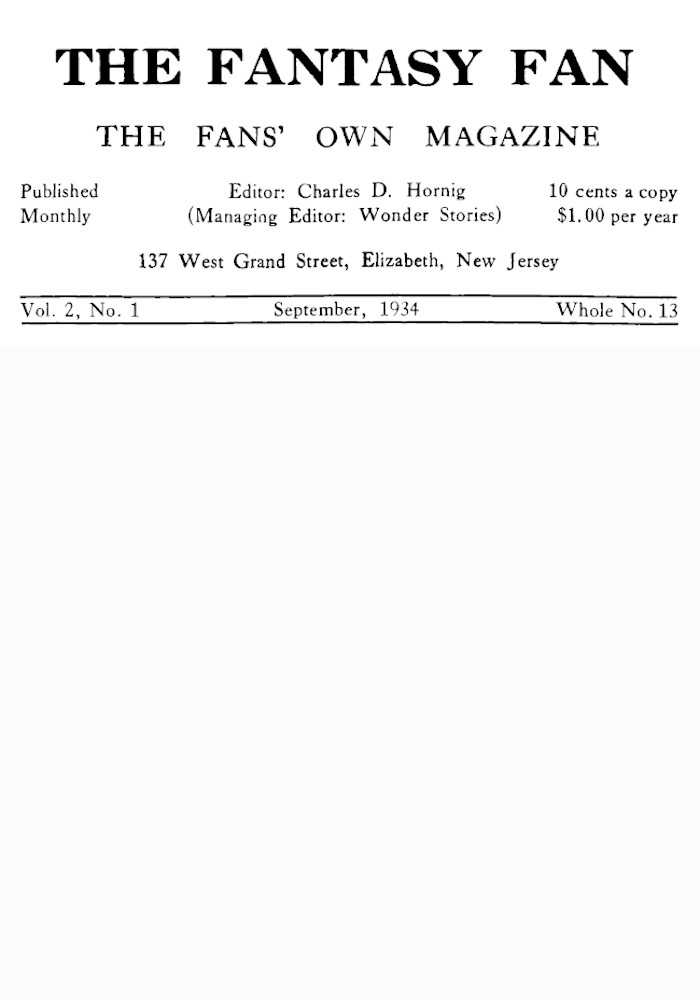 THE FANTASY FAN
THE FANS' OWN MAGAZINE
Published Editor: Charles D. Hornig 10 cents a copy
Monthly (Managing Editor: Wonder Stories) $1.00 per year
137 West Grand Street, Elizabeth, New Jersey
Vol. 2, No. 1 September, 1934 Whole No. 13